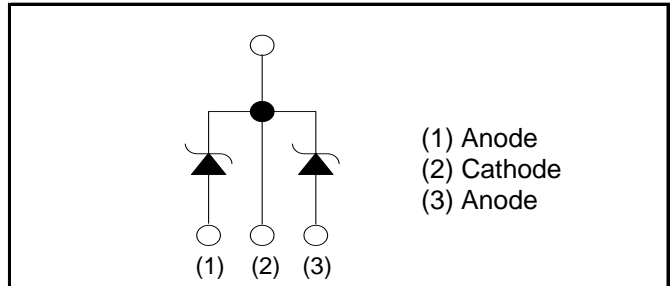 (1) Anode
(2) Cathode
(3) Anode
(1) (2) (3)